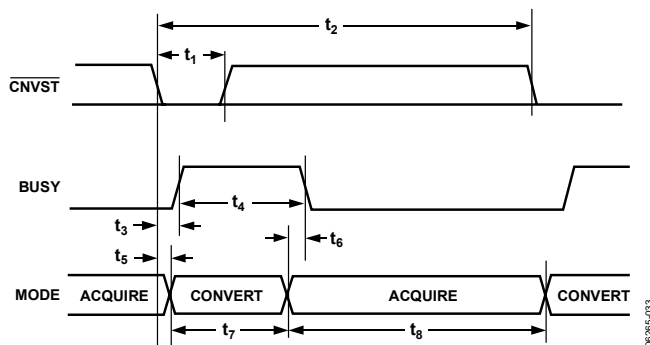 t2
t1
CNVST
BUSY
t4
t3
t6
t5
MODE ACQUIRE CONVERT ACQUIRE CONVERT
t7 t8
06265-033